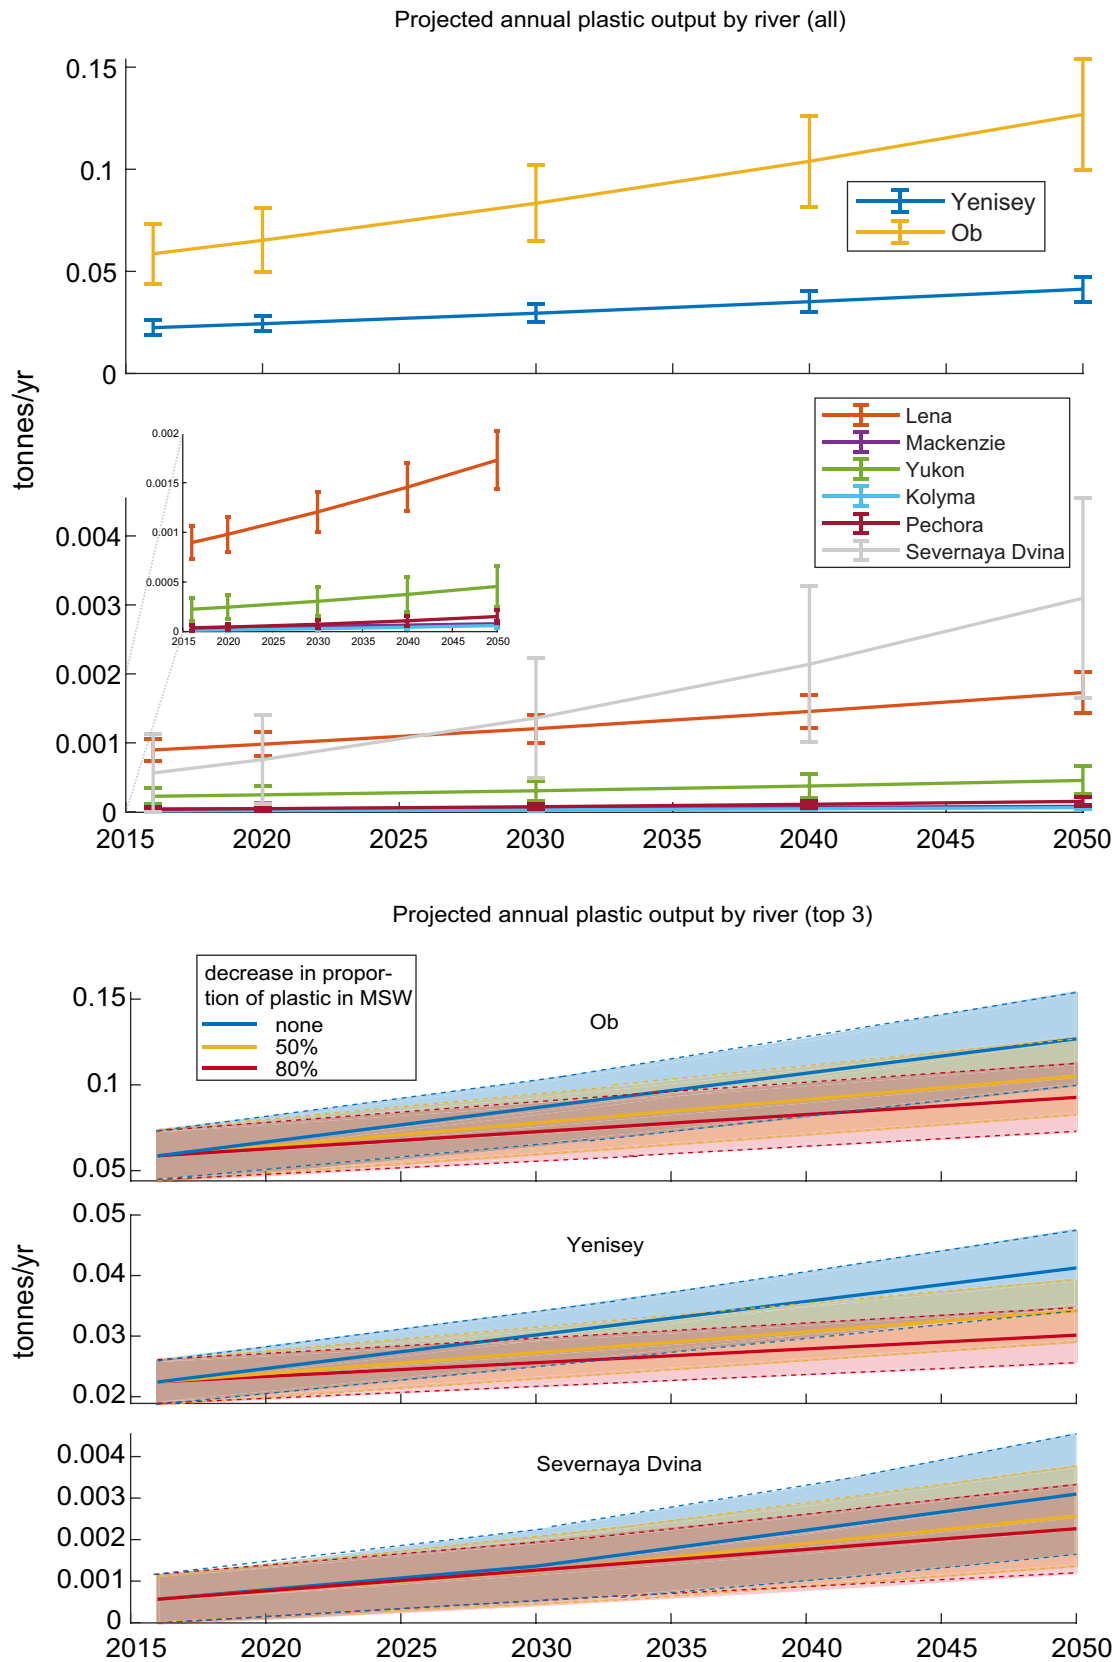 Projected annual plastic output by river (all)
0.15
0.1
0.05
0
Yenisey
Ob
tonnes/yr
Lena
Mackenzie
Yukon
Kolyma
Pechora
Severnaya Dvina
0.002
0.0015
0.001
0.0005
0
2015 2020 2025 2030 2035 2040 2045 2050
0.004
0.003
0.002
0.001
0
2015 2020 2025 2030 2035 2040 2045 2050
Projected annual plastic output by river (top 3)
decrease in propor-
tion of plastic in MSW
none
50%
80%
Ob
0.15
0.1
0.05
tonnes/yr
Yenisey
0.05
0.04
0.03
0.02
Severnaya Dvina
0.004
0.003
0.002
0.001
0
2015 2020 2025 2030 2035 2040 2045 2050